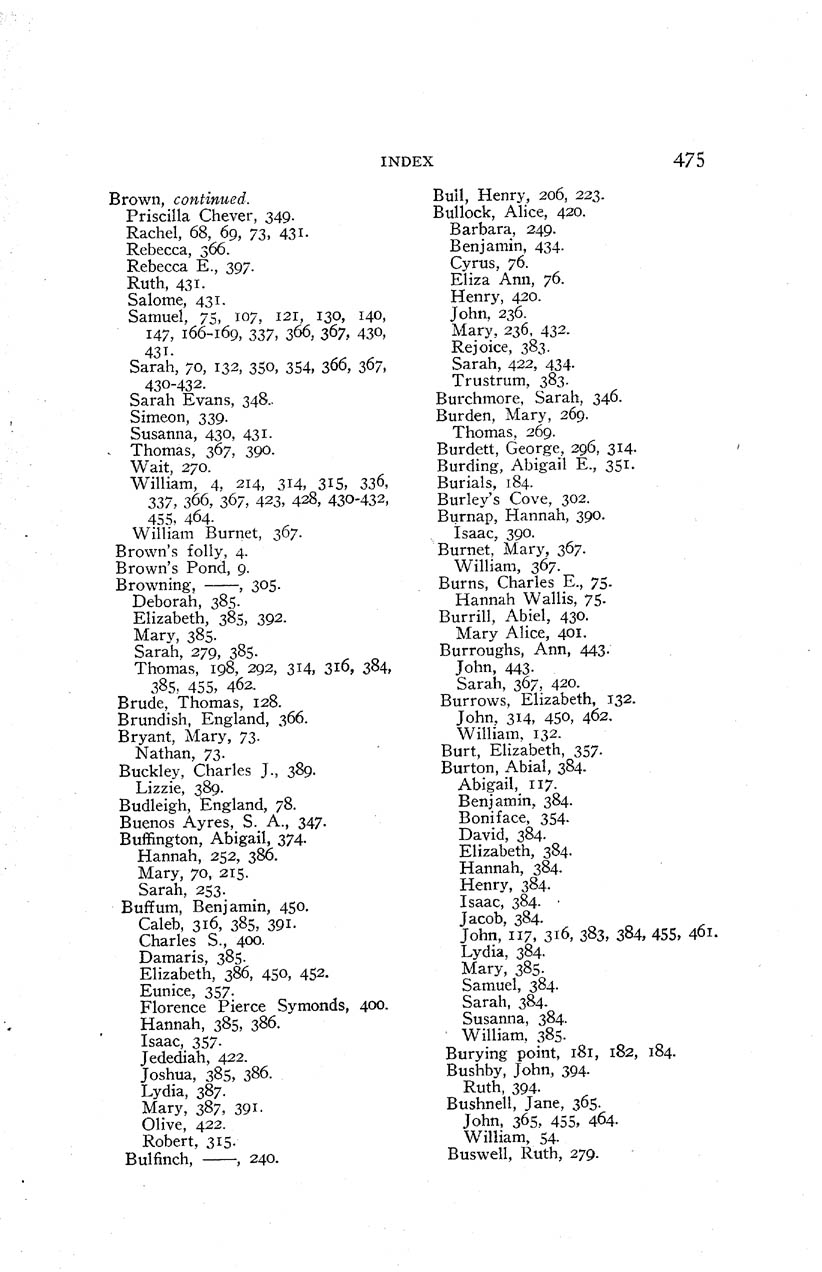 INDEX 475
Brown, continued.
Priscilla Chever, 349.
Rachel, 68, 69, 73, 431.
Rebecca, 366.
Rebecca E., 397.
Ruth, 431.
Salome, 431.
Samuel, 75, 107, 121, 130, 140,
147, 166-169, 337, 366, 367, 430,
431.
Sarah, 70, 132, 350, 354, 366, 367,
430-432.
Sarah Evans, 348.
Simeon, 339.
Susanna, 430, 431.
Thomas, 367, 390.
Wait, 270.
William, 4, 214, 314, 315, 336,
337, 366, 367, 423, 428, 430-432,
455, 464.
William Burnet, 367.
Brown's folly, 4.
Brown's Pond, 9.
Browning, ——, 305.
Deborah, 385.
Elizabeth, 385, 392.
Mary, 385.
Sarah, 279, 385.
Thomas, 198, 292, 314, 316, 384,
385, 455, 462.
Brude, Thomas, 128.
Brundish, England, 366.
Bryant, Mary, 73.
Nathan, 73.
Buckley, Charles J., 389.
Lizzie, 389.
Budleigh, England, 78.
Buenos Ayres, S. A., 347.
Buffington, Abigail, 374.
Hannah, 252, 386.
Mary, 70, 215.
Sarah, 253.
Buffum, Benjamin, 450.
Caleb, 316, 385, 391.
Charles S., 400.
Damaris, 385.
Elizabeth, 386, 450, 452.
Eunice, 357.
Florence Pierce Symonds, 400.
Hannah, 385, 386.
Isaac, 357.
Jedediah, 422.
Joshua, 385, 386.
Lydia, 387.
Mary, 387, 391.
Olive, 422.
Robert, 315.
Bulfinch, ——, 240.
Bull, Henry, 206, 223.
Bullock, Alice, 420.
Barbara, 249.
Benjamin, 434.
Cyrus, 76.
Eliza Ann, 76.
Henry, 420.
John, 236.
Mary, 236, 432.
Rejoice, 383.
Sarah, 422, 434.
Trustrum, 383.
Burchmore, Sarah, 346.
Burden, Mary, 269.
Thomas, 269.
Burdett, George, 296, 314.
Burding, Abigail E., 351.
Burials, 184.
Burley's Cove, 302.
Burnap, Hannah, 390.
Isaac, 390.
Burnet, Mary, 367.
William, 367.
Burns, Charles E., 75.
Hannah Wallis, 75.
Burrill, Abiel, 430.
Mary Alice, 401.
Burroughs, Ann, 443.
John, 443.
Sarah, 367, 420.
Burrows, Elizabeth, 132.
John, 314, 450, 462.
William, 132.
Burt, Elizabeth, 357.
Burton, Abial, 384.
Abigail, 117.
Benjamin, 384.
Boniface, 354.
David, 384.
Elizabeth, 384.
Hannah, 384.
Henry, 384.
Isaac, 384.
Jacob, 384.
John, 117, 316, 383, 384, 455, 461.
Lydia, 384.
Mary, 385.
Samuel, 384.
Sarah, 384.
Susanna, 384.
William, 385.
Burying point, 181, 182, 184.
Bushby, John, 394.
Ruth, 394.
Bushnell, Jane, 365.
John, 365, 455, 464.
William, 54.
Buswell, Ruth, 279.